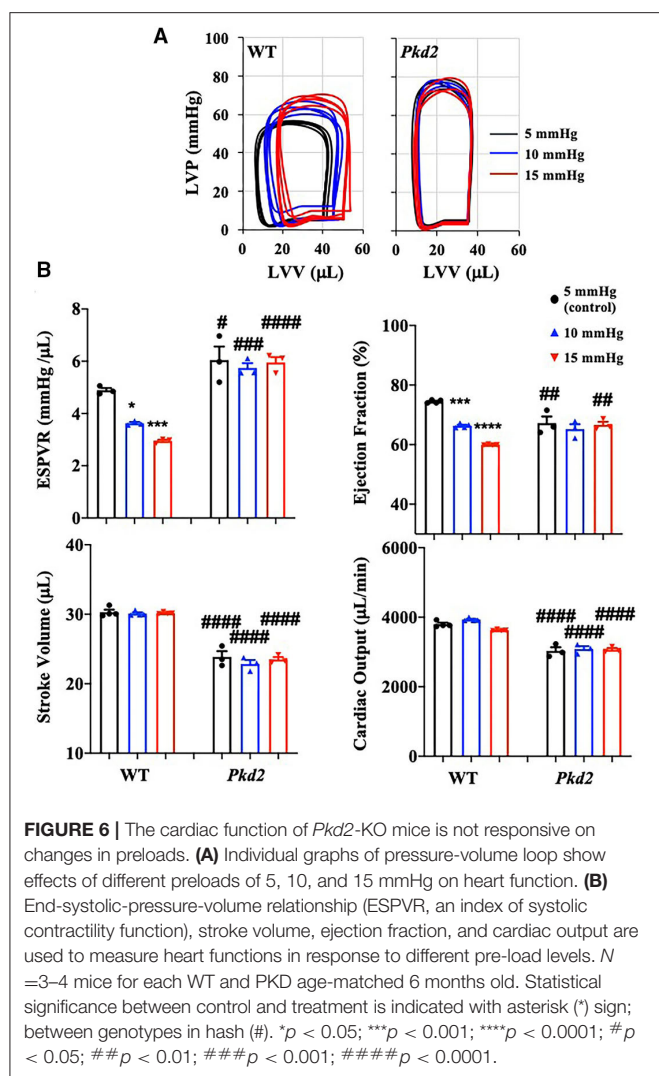 A
WT
Pkd2
100
80
60
40
20
0
LVP (mmHg)
0 20 40 60
0 20 40 60
LVV (µL)
LVV (µL)
5 mmHg
10 mmHg
15 mmHg
B
5 mmHg
(control)
10 mmHg
15 mmHg
8
6
4
2
0
ESPVR (mmHg /µL)
*
***
#
###
####
100
80
60
40
Ejection Fraction (%)
***
****
##
##
30
20
10
Stroke Volume (µL)
####
####
####
WT
Pkd2
6000
4000
2000
0
Cardiac Output (µL/min)
####
####
####
WT
Pkd2
FIGURE 6 | The cardiac function of Pkd2-KO mice is not responsive on
changes in preloads. (A) Individual graphs of pressure-volume loop show
effects of different preloads of 5, 10, and 15 mmHg on heart function. (B)
End-systolic-pressure-volume relationship (ESPVR, an index of systolic
contractility function), stroke volume, ejection fraction, and cardiac output are
used to measure heart functions in response to different pre-load levels. N
=3–4 mice for each WT and PKD age-matched 6 months old. Statistical
significance between control and treatment is indicated with asterisk (*) sign;
between genotypes in hash (#). *p < 0.05; ***p < 0.001; ****p < 0.0001; #p
< 0.05; ##p < 0.01; ###p < 0.001; ####p < 0.0001.